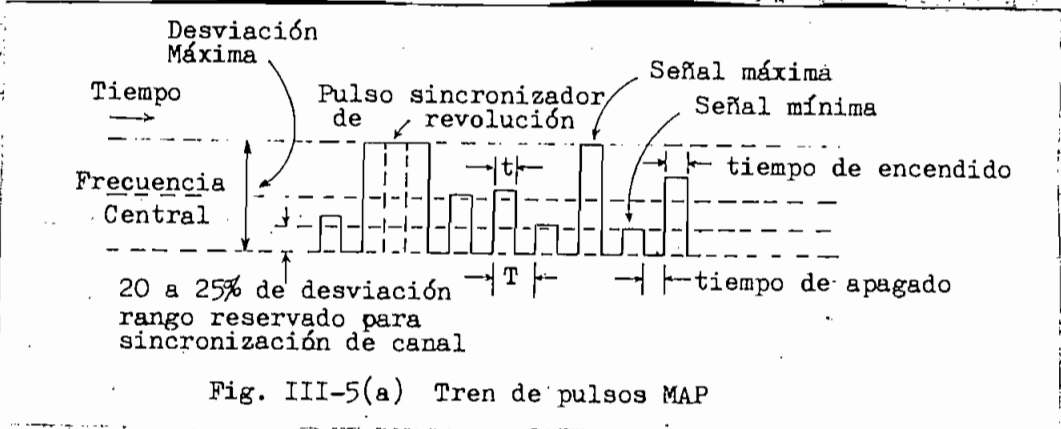 Desviación
Máxima
Tiempo
Pulso sincronizador
de revolución
Señal máxima
Señal mínima
t
tiempo de encendido
Frecuencia
Central
T
tiempo de apagado
20 a 25% de desviación
rango reservado para
sincronización de canal
Fig. III-5(a) Tren de pulsos MAP